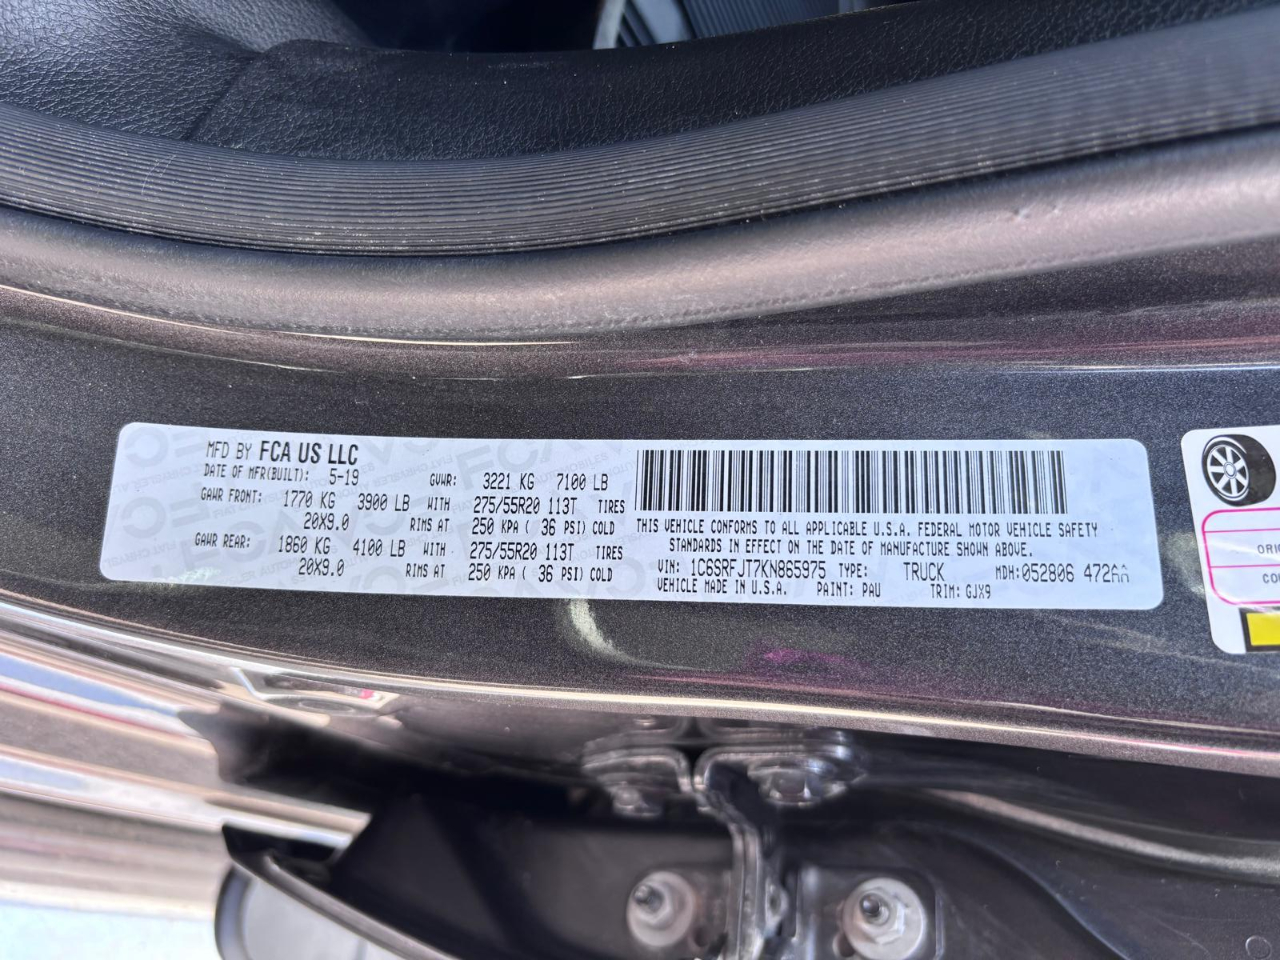 MFD BY FCA US LLC
DATE OF MFR(BUILT): 5-19 GVWR: 3221 KG 7100 LB
GAWR FRONT: 1770 KG 3900 LB WITH 275/55R20 113T TIRES
20X9.0 RIMS AT 250 KPA ( 36 PSI) COLD
GAWR REAR: 1860 KG 4100 LB WITH 275/55R20 113T TIRES
20X9.0 RIMS AT 250 KPA ( 36 PSI) COLD
THIS VEHICLE CONFORMS TO ALL APPLICABLE U.S.A. FEDERAL MOTOR VEHICLE SAFETY
STANDARDS IN EFFECT ON THE DATE OF MANUFACTURE SHOWN ABOVE.
VIN: 1C6SRFJT7KN865975 TYPE: TRUCK MDH:052806 472AA
VEHICLE MADE IN U.S.A. PAINT: PAU TRIM: GJX9